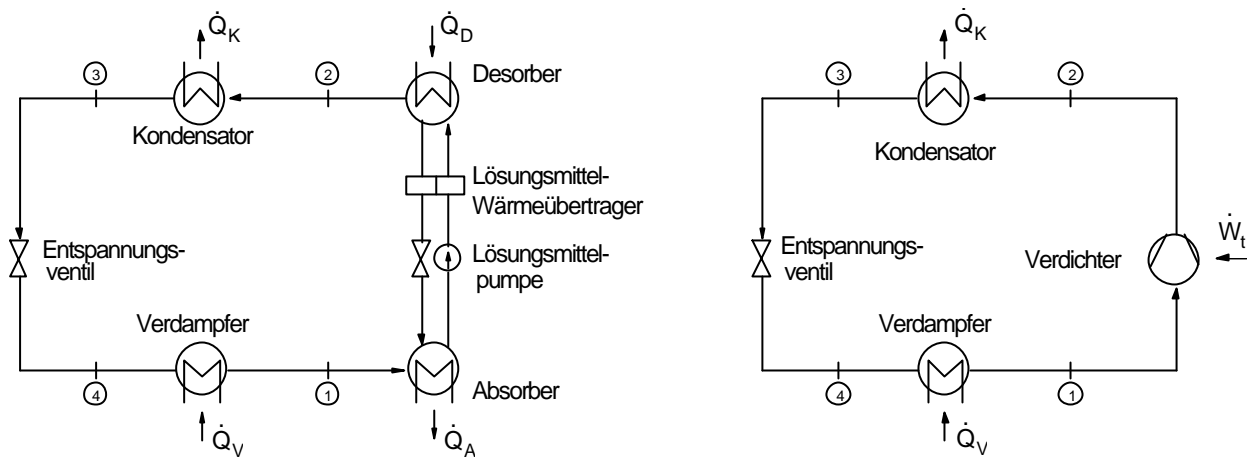 Q̇K
Q̇D
3
2
Desorber
Kondensator
Lösungsmittel-
Wärmeübertrager
Entspannungs-
ventil
Lösungsmittel-
pumpe
Verdampfer
4
1
Absorber
Q̇V
Q̇A
Q̇K
3
2
Kondensator
Entspannungs-
ventil
Verdichter
Ẇt
Verdampfer
4
1
Q̇V